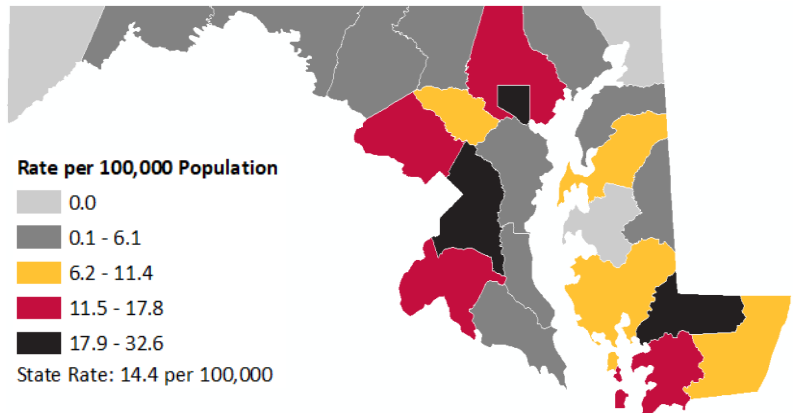 Rate per 100,000 Population
0.0
0.1 - 6.1
6.2 - 11.4
11.5 - 17.8
17.9 - 32.6
State Rate: 14.4 per 100,000